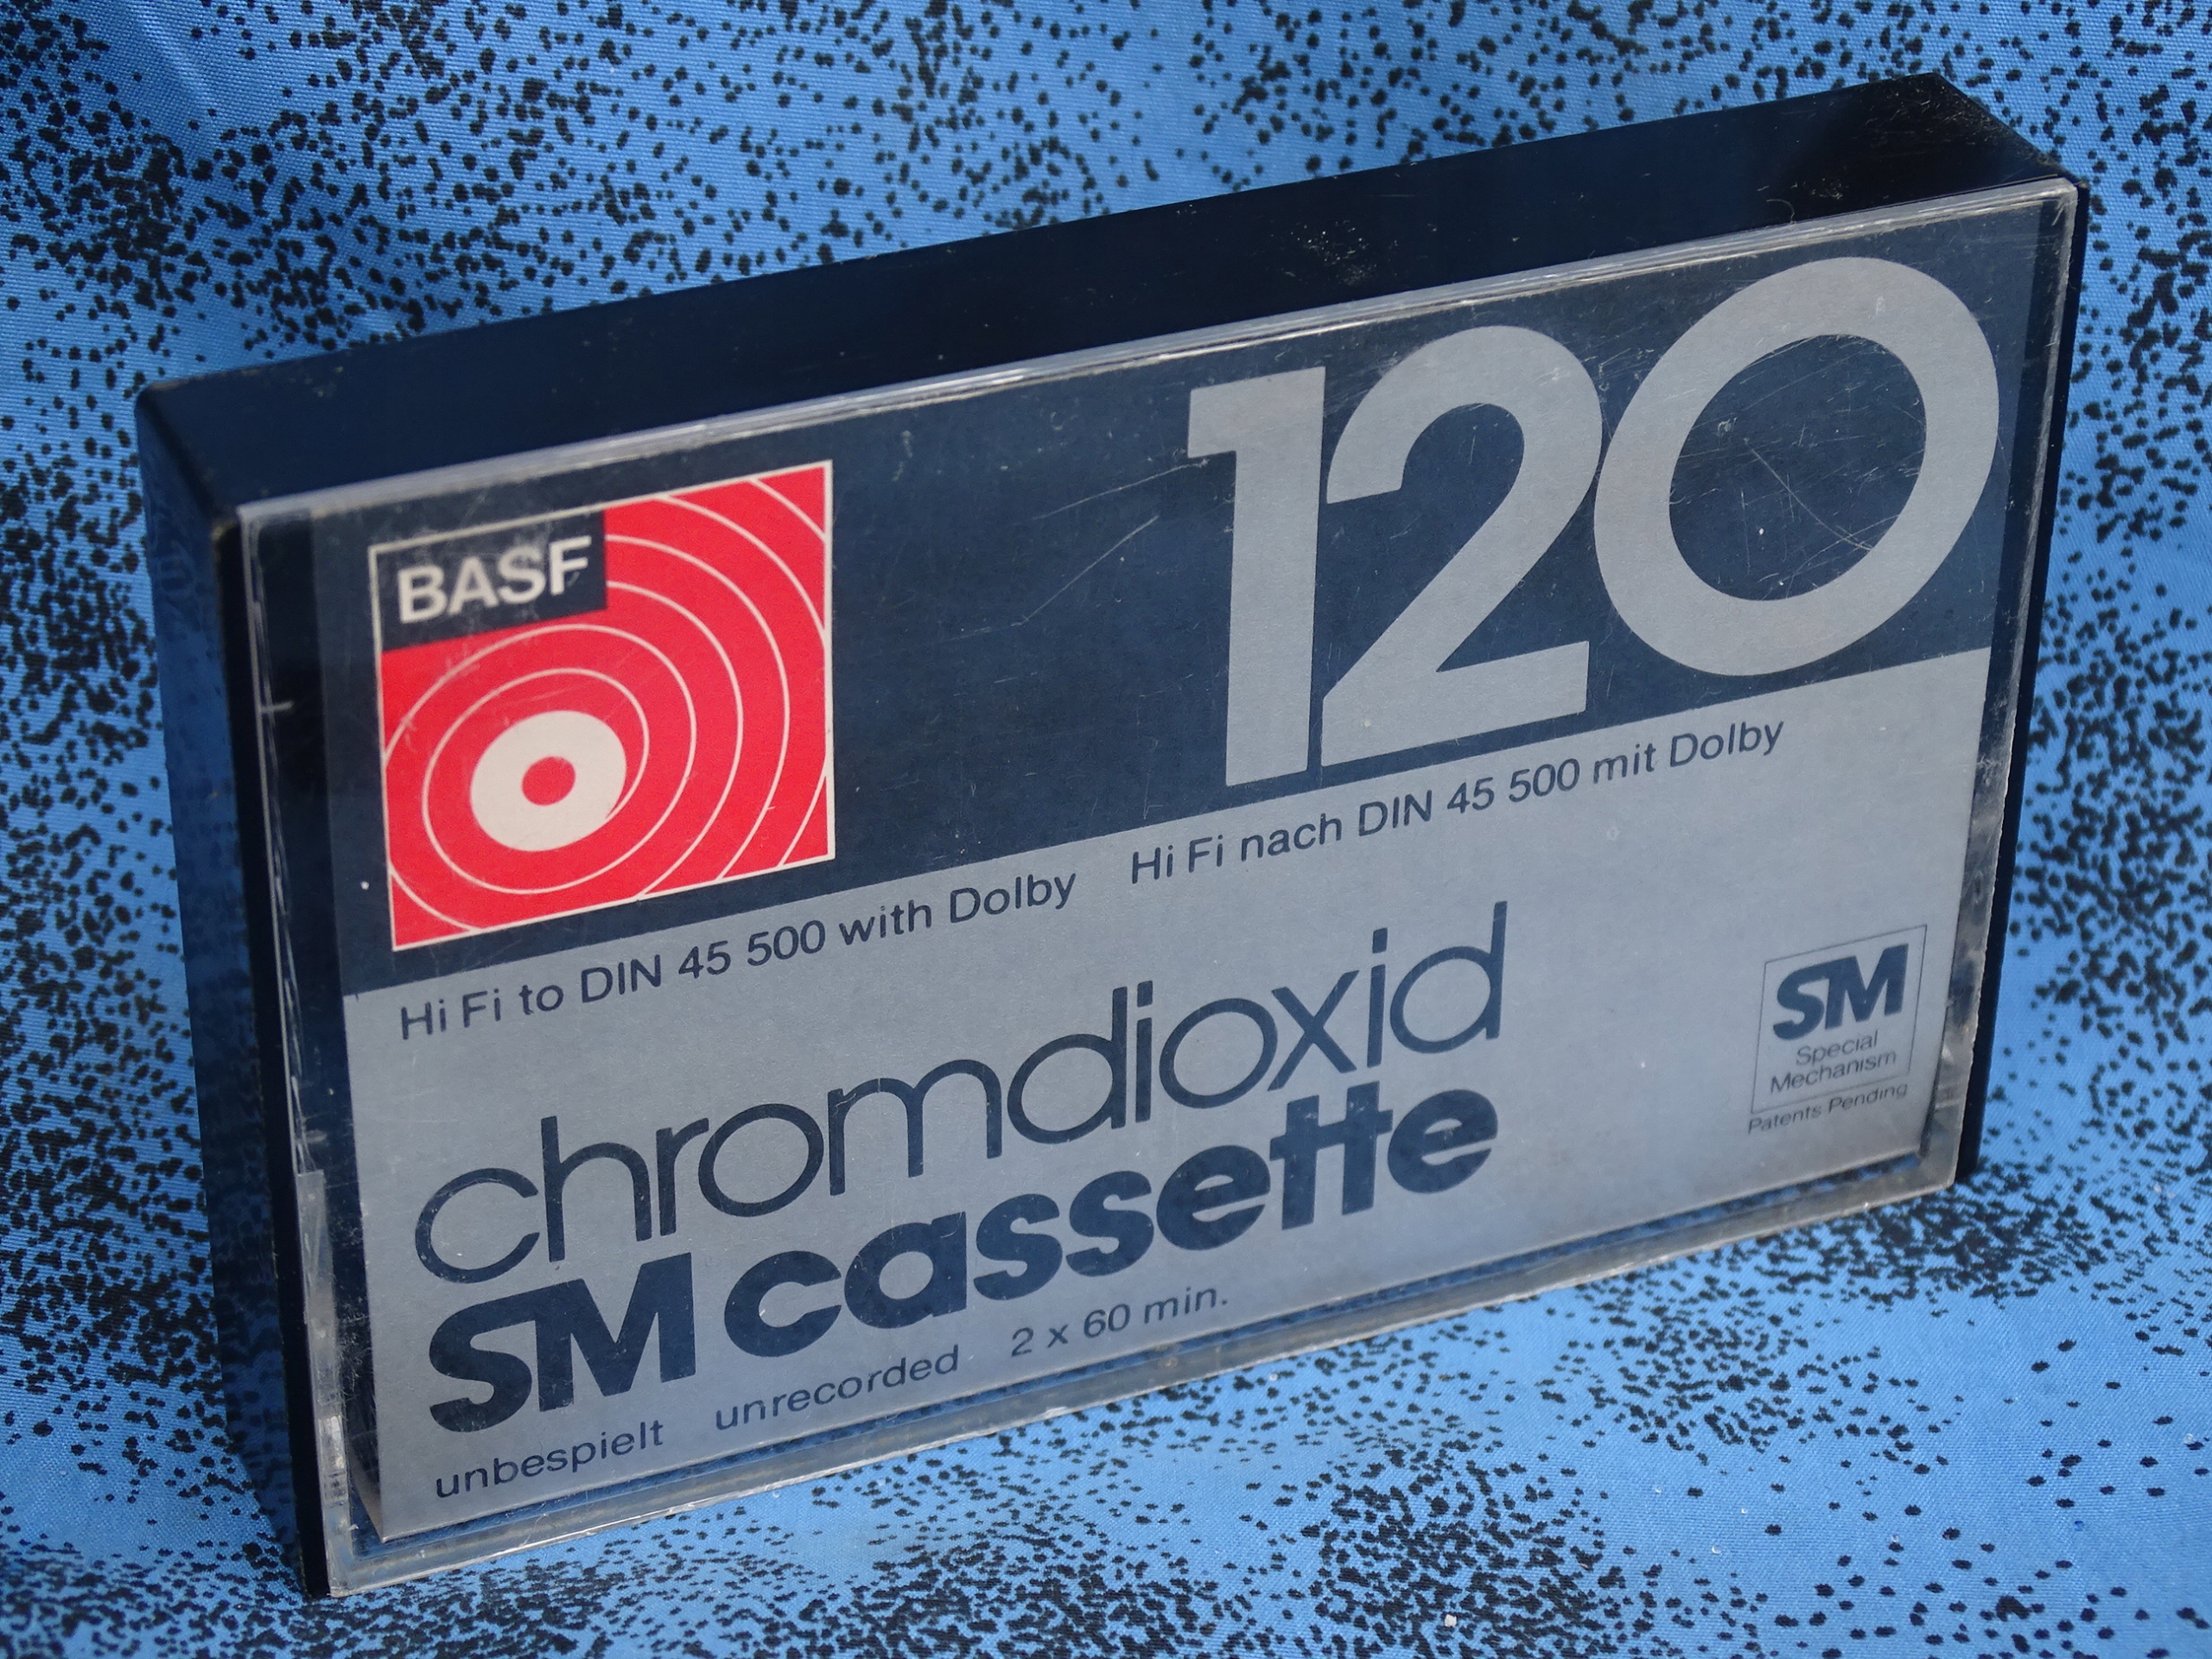 BASF
120
Hi Fi to DIN 45 500 with Dolby Hi Fi nach DIN 45 500 mit Dolby
chromdioxid
SM cassette
unbespielt unrecorded 2 x 60 min.
SM
Special
Mechanism
Patents Pending